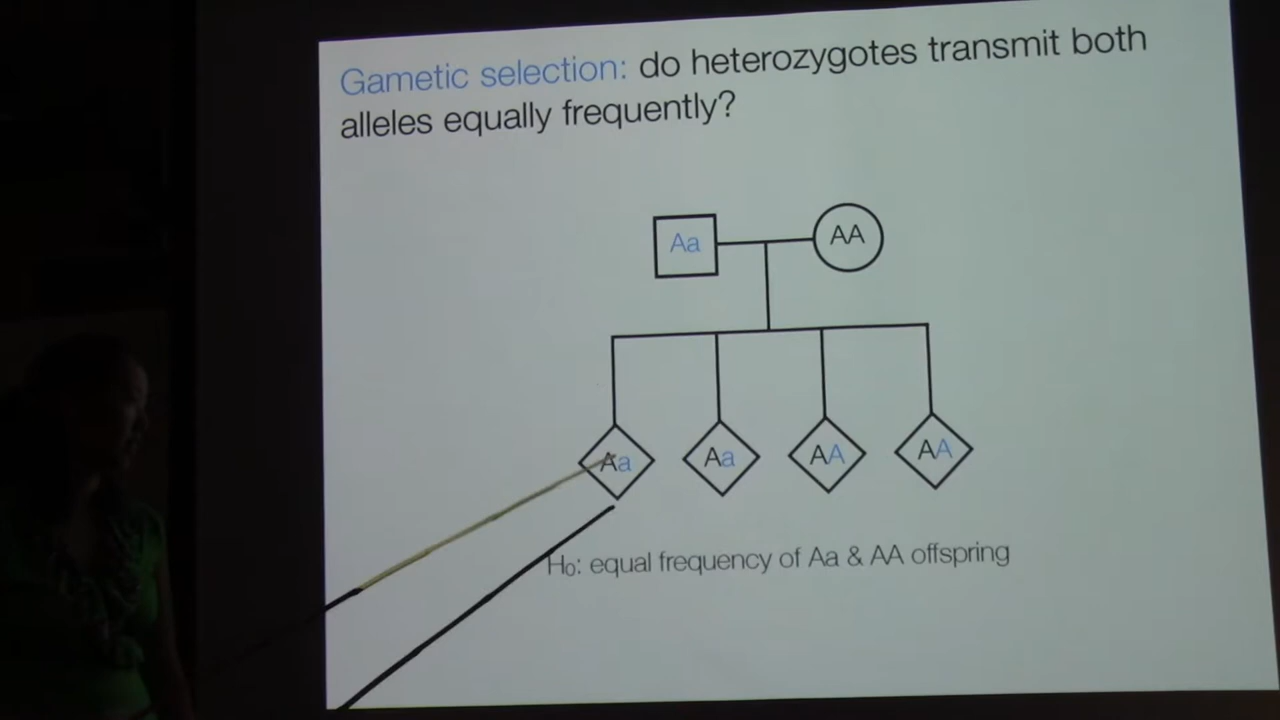 Gametic selection: do heterozygotes transmit both
alleles equally frequently?
Aa AA
Aa Aa AA AA
H₀: equal frequency of Aa & AA offspring